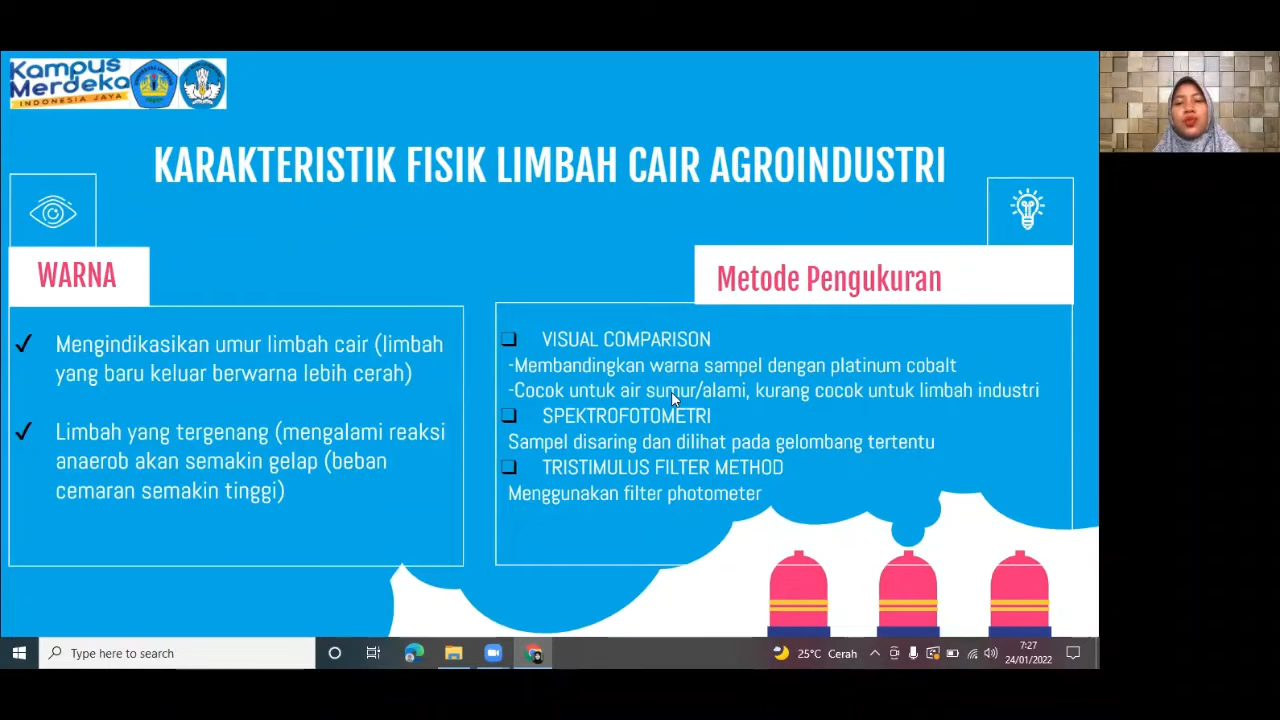 Kampus
Merdeka
INDONESIA JAYA
KARAKTERISTIK FISIK LIMBAH CAIR AGROINDUSTRI
WARNA
Mengindikasikan umur limbah cair (limbah
yang baru keluar berwarna lebih cerah)
Limbah yang tergenang (mengalami reaksi
anaerob akan semakin gelap (beban
cemaran semakin tinggi)
Metode Pengukuran
VISUAL COMPARISON
-Membandingkan warna sampel dengan platinum cobalt
-Cocok untuk air sumur/alami, kurang cocok untuk limbah industri
SPEKTROFOTOMETRI
Sampel disaring dan dilihat pada gelombang tertentu
TRISTIMULUS FILTER METHOD
Menggunakan filter photometer
Type here to search
25°C Cerah
7:27
24/01/2022